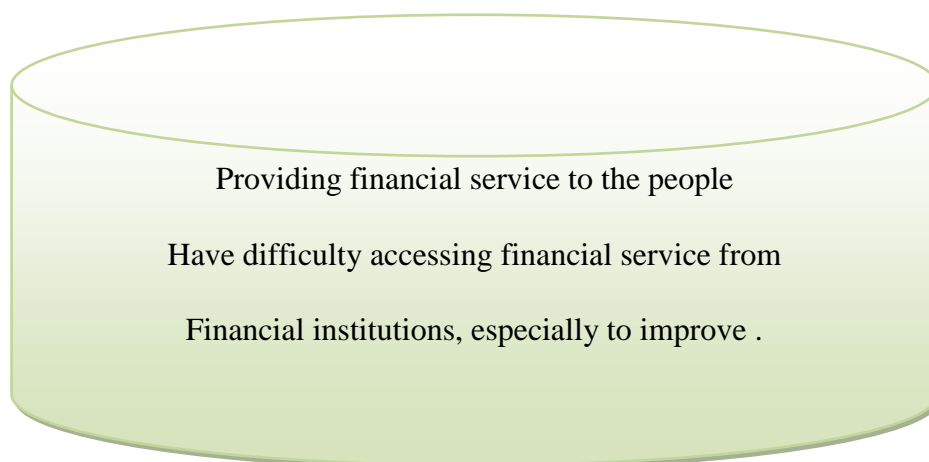 Providing financial service to the people
Have difficulty accessing financial service from
Financial institutions, especially to improve .